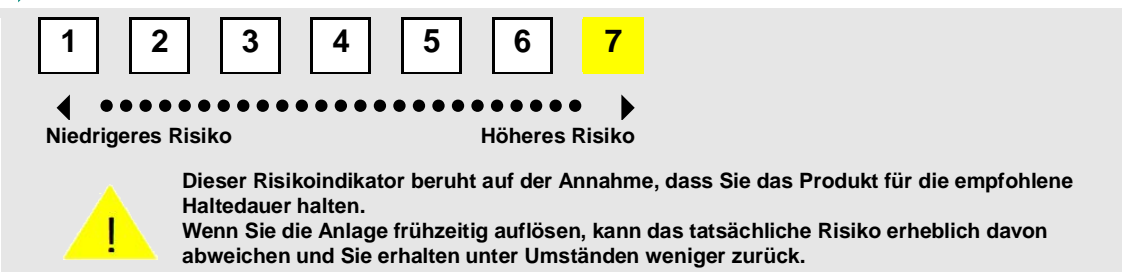 1 2 3 4 5 6 7
Niedrigeres Risiko Höheres Risiko
Dieser Risikoindikator beruht auf der Annahme, dass Sie das Produkt für die empfohlene
Haltedauer halten.
! Wenn Sie die Anlage frühzeitig auflösen, kann das tatsächliche Risiko erheblich davon
abweichen und Sie erhalten unter Umständen weniger zurück.